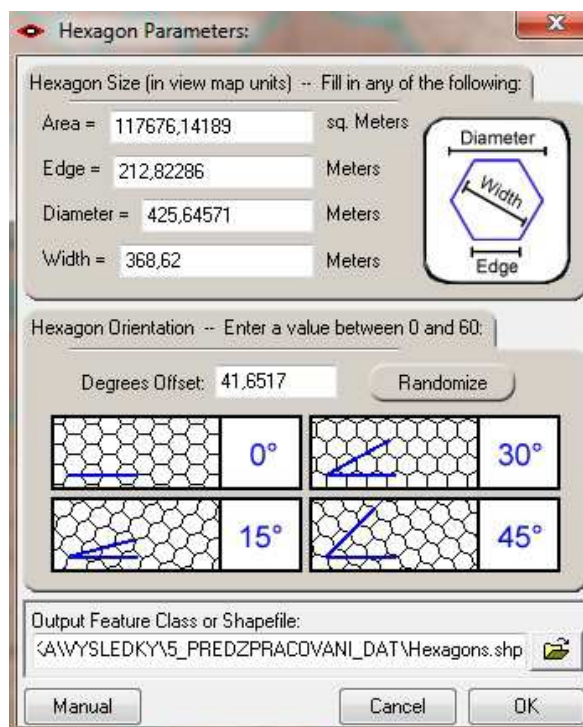 Hexagon Parameters:
Hexagon Size (in view map units) -- Fill in any of the following:
Area = 117676,14189 sq. Meters
Edge = 212,82286 Meters
Diameter = 425,64571 Meters
Width = 368,62 Meters
Diameter
Width
Edge
Hexagon Orientation -- Enter a value between 0 and 60:
Degrees Offset: 41,6517 Randomize
0° 30°
15° 45°
Output Feature Class or Shapefile:
KA\VYSLEDKY\5_PREDZPRACOVANI_DAT\Hexagons.shp
Manual Cancel OK